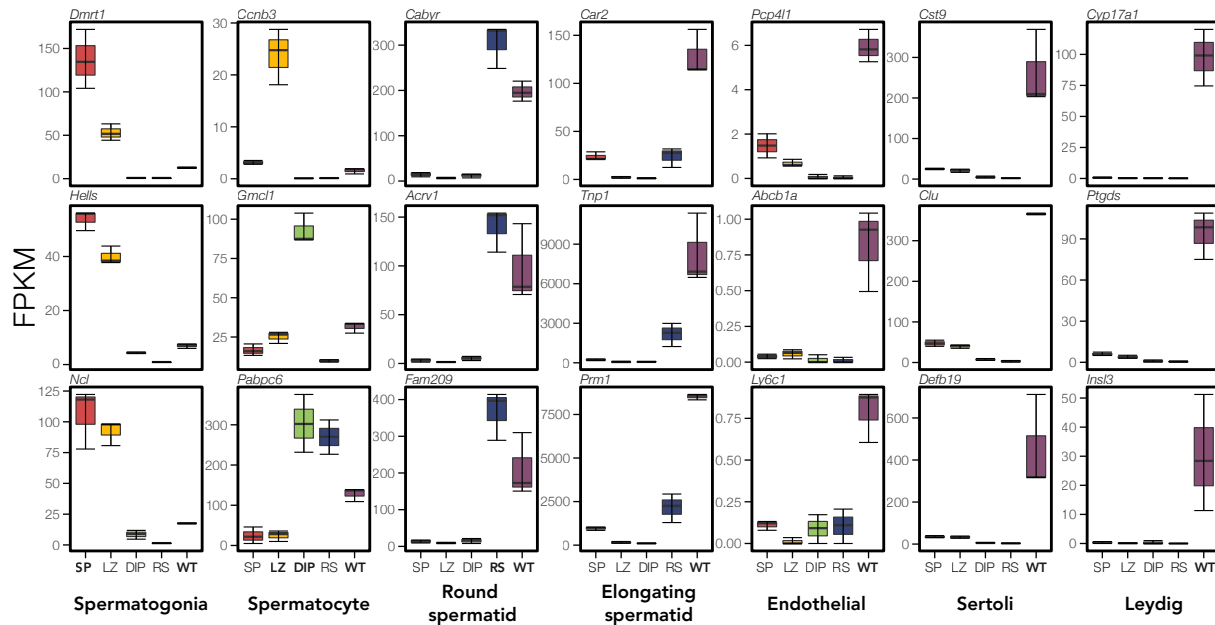 Dmrt1 Ccnb3 Cabyr Car2 Pcp4l1 Cst9 Cyp17a1
150 100 50 0
30 20 10 5 0
300 200 100 0
150 100 50 0
6 4 2 0
300 200 100 0
100 75 50 25 0
Hells Gmcl1 Acrv1 Tnp1 Abcb1a Clu Ptgds
FPKM
40 20 0
100 75 50 25
150 100 50 0
9000 6000 3000 0
1.00 0.75 0.50 0.25 0.00
300 200 100 0
90 60 30 0
Ncl Pabpc6 Fam209 Prm1 Ly6c1 Defb19 Insl3
125 100 75 50 25 0
300 200 100 0
400 300 200 100 0
7500 5000 2500 0
0.75 0.50 0.25 0.00
600 400 200 0
50 40 30 20 10 0
SP LZ DIP RS WT SP LZ DIP RS WT SP LZ DIP RS WT SP LZ DIP RS WT SP LZ DIP RS WT SP LZ DIP RS WT SP LZ DIP RS WT
Spermatogonia Spermatocyte Round spermatid Elongating spermatid Endothelial Sertoli Leydig